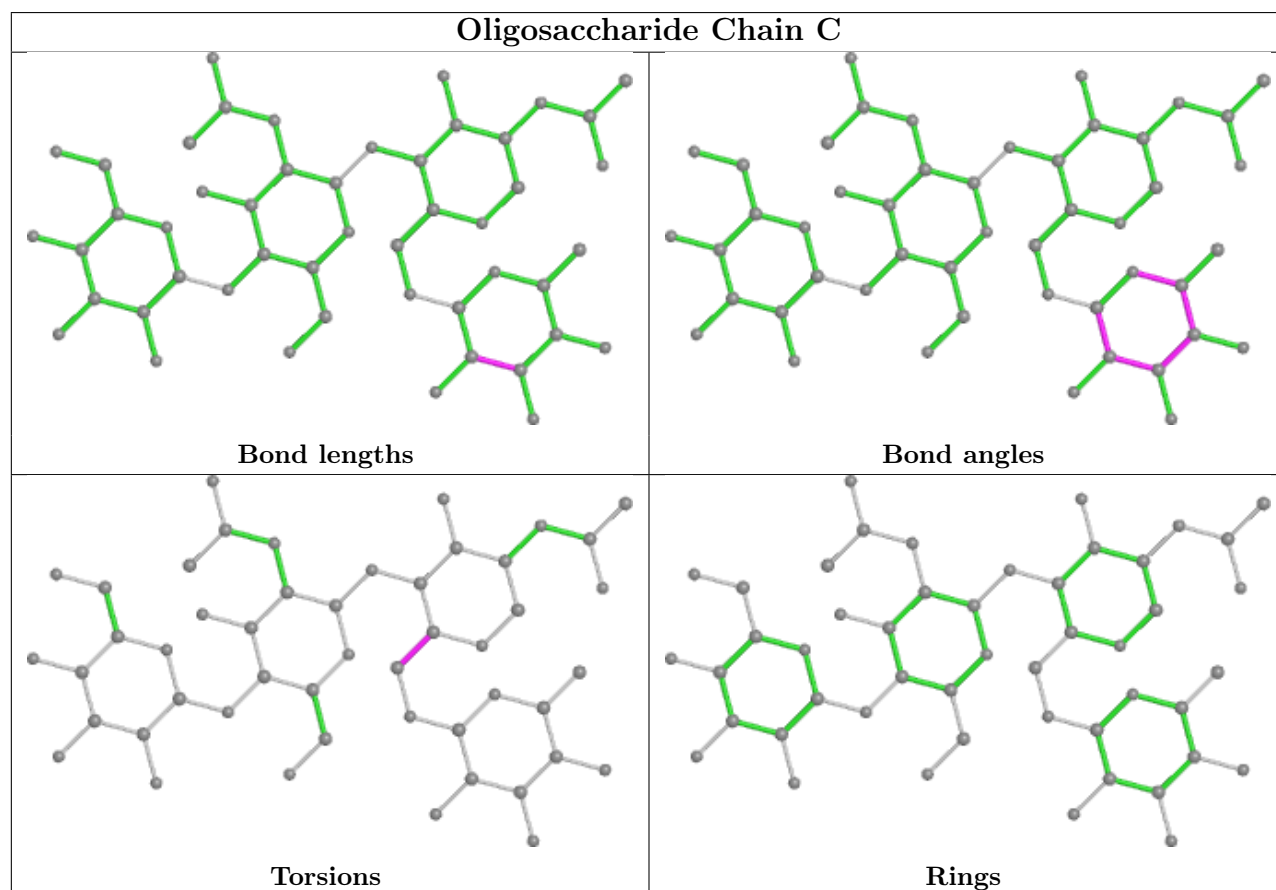 Oligosaccharide Chain C
Bond lengths
Bond angles
Torsions
Rings